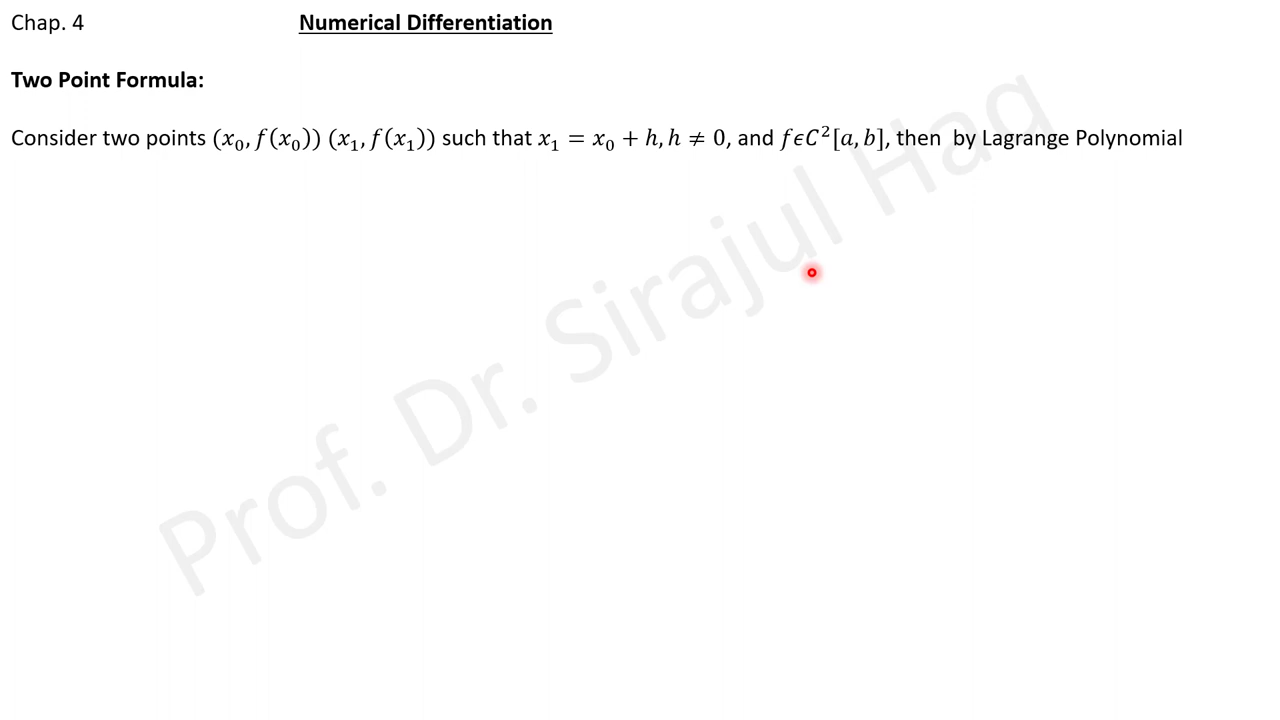 Chap. 4 Numerical Differentiation
Two Point Formula:
Consider two points (x₀, f(x₀)) (x₁, f(x₁)) such that x₁ = x₀ + h, h ≠ 0, and fϵC²[a, b], then by Lagrange Polynomial
Prof. Dr. Sirajul Haq